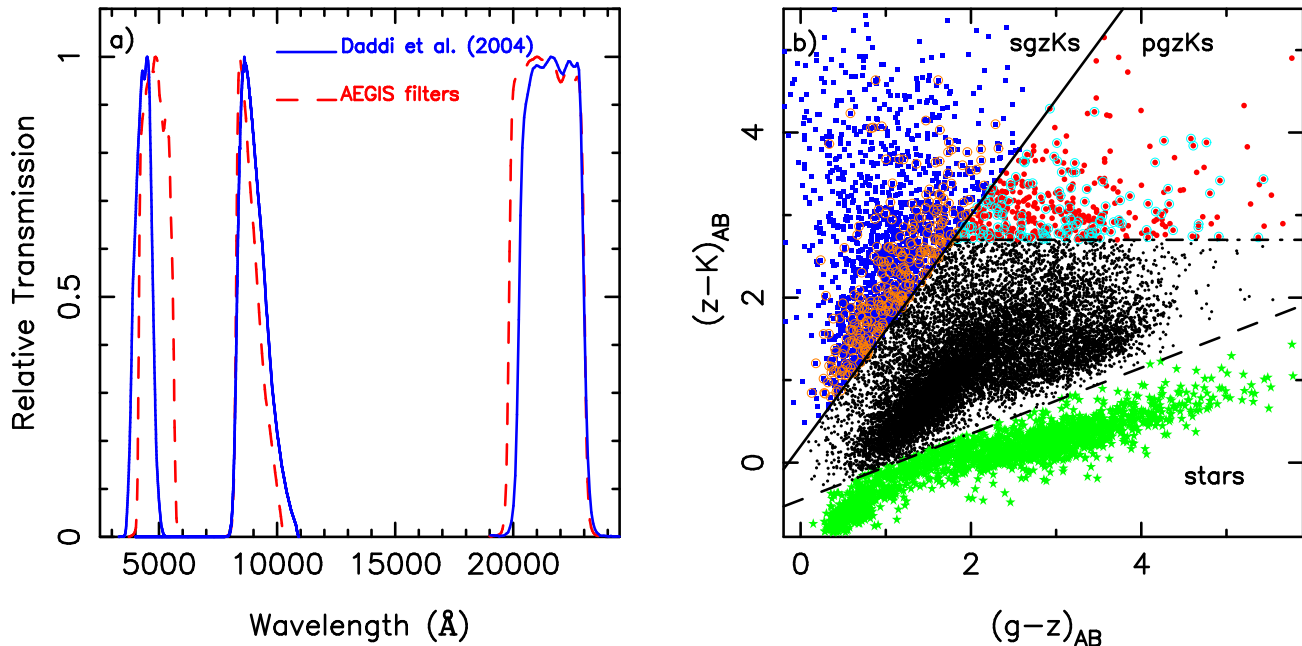 a)
Daddi et al. (2004)
AEGIS filters
Relative Transmission
0
0.5
1
5000 10000 15000 20000
Wavelength (Å)
b)
sgzKs pgzKs
stars
(z−K)AB
0
2
4
0 2 4
(g−z)AB